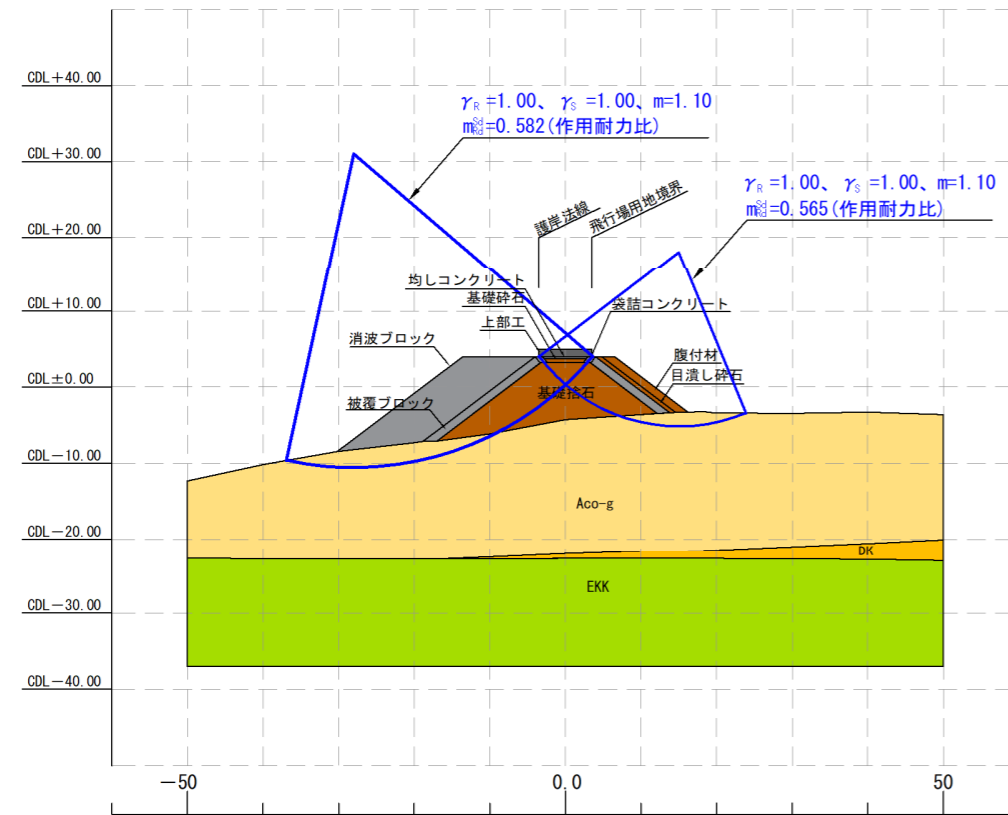 CDL+40.00
γR=1.00、 γS=1.00、m=1.10
m Sd/Rd=0.582(作用耐力比)
CDL+30.00
γR=1.00、 γS=1.00、m=1.10
m Sd/Rd=0.565(作用耐力比)
護岸法線
飛行場用地境界
CDL+20.00
均しコンクリート
基礎砕石
CDL+10.00
袋詰コンクリート
上部工
消波ブロック
腹付材
目潰し砕石
CDL±0.00
基礎捨石
被覆ブロック
CDL-10.00
Aco-g
CDL-20.00
DK
EKK
CDL-30.00
CDL-40.00
-50
0.0
50